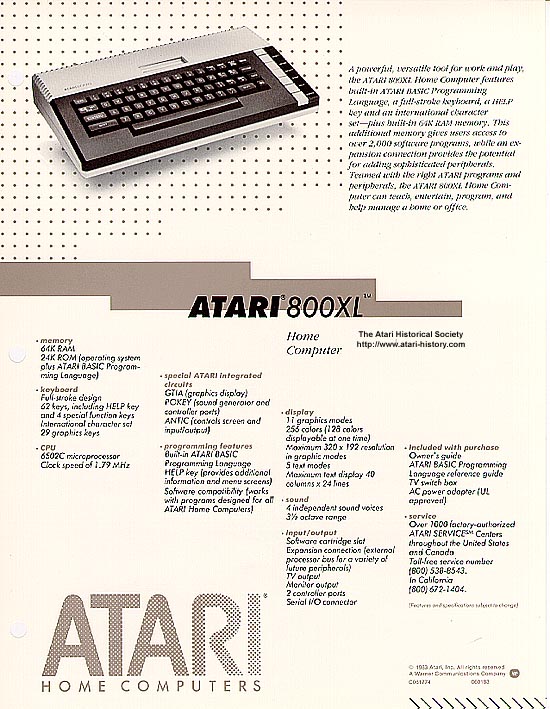 A powerful, versatile tool for work and play,
the ATARI 800XL Home Computer features
built-in ATARI BASIC Programming
Language, a full-stroke keyboard, a HELP
key and an international character
set—plus built-in 64K RAM memory. This
additional memory gives users access to
over 2,000 software programs, while an ex-
pansion connection provides the potential
for adding sophisticated peripherals.
Teamed with the right ATARI programs and
peripherals, the ATARI 800XL Home Com-
puter can teach, entertain, program, and
help manage a home or office.
ATARI® 800XL™
Home
Computer
The Atari Historical Society
http://www.atari-history.com
• memory
64K RAM
24K ROM (operating system
plus ATARI BASIC Program-
ming Language)
• keyboard
Full-stroke design
62 keys, including HELP key
and 4 special function keys
International character set
29 graphics keys
• CPU
6502C microprocessor
Clock speed of 1.79 MHz
• special ATARI integrated
circuits
GTIA (graphics display)
POKEY (sound generator and
controller ports)
ANTIC (controls screen and
input/output)
• programming features
Built-in ATARI BASIC
Programming Language
HELP key (provides additional
information and menu screens)
Software compatibility (works
with programs designed for all
ATARI Home Computers)
• display
11 graphics modes
255 colors (128 colors
displayable at one time)
Maximum 320 x 192 resolution
in graphic modes
5 text modes
Maximum text display 40
columns x 24 lines
• sound
4 independent sound voices
3½ octave range
• input/output
Software cartridge slot
Expansion connection (external
processor bus for a variety of
future peripherals)
TV output
Monitor output
2 controller ports
Serial I/O connector
• included with purchase
Owner's guide
ATARI BASIC Programming
Language reference guide
TV switch box
AC power adapter (UL
approved)
• service
Over 1000 factory-authorized
ATARI SERVICE℠ Centers
throughout the United States
and Canada
Toll-free service number
(800) 538-8543.
In California
(800) 672-1404.
(Features and specifications subject to change)
ATARI®
HOME COMPUTERS
© 1983 Atari, Inc. All rights reserved
A Warner Communications Company
C061774